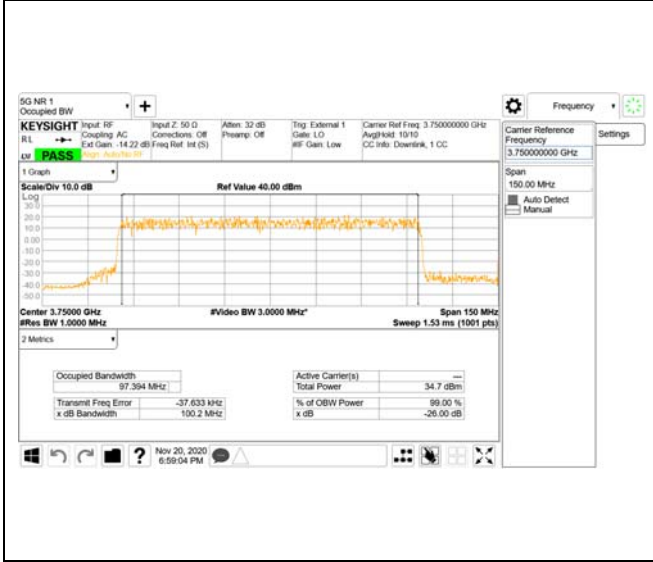 5G NR 1
Occupied BW
Frequency
KEYSIGHT
R L
PASS
Input: RF
Coupling: AC
Ext Gain: -14.22 dB
Align: Auto/No RF
Input Z: 50 Ω
Corrections: Off
Freq Ref: Int (S)
Atten: 32 dB
Preamp: Off
Trig: External 1
Gate: LO
#IF Gain: Low
Carrier Ref Freq: 3.750000000 GHz
Avg|Hold: 10/10
CC Info: Downlink, 1 CC
Carrier Reference
Frequency
3.750000000 GHz
Settings
Span
150.00 MHz
Auto Detect
Manual
1 Graph
Scale/Div 10.0 dB
Ref Value 40.00 dBm
Log
30.0
20.0
10.0
0.00
-10.0
-20.0
-30.0
-40.0
-50.0
Center 3.75000 GHz
#Video BW 3.0000 MHz*
Span 150 MHz
#Res BW 1.0000 MHz
Sweep 1.53 ms (1001 pts)
2 Metrics
Occupied Bandwidth
97.394 MHz
Transmit Freq Error -37.633 kHz
x dB Bandwidth 100.2 MHz
Active Carrier(s) ---
Total Power 34.7 dBm
% of OBW Power 99.00 %
x dB -26.00 dB
Nov 20, 2020
6:59:04 PM